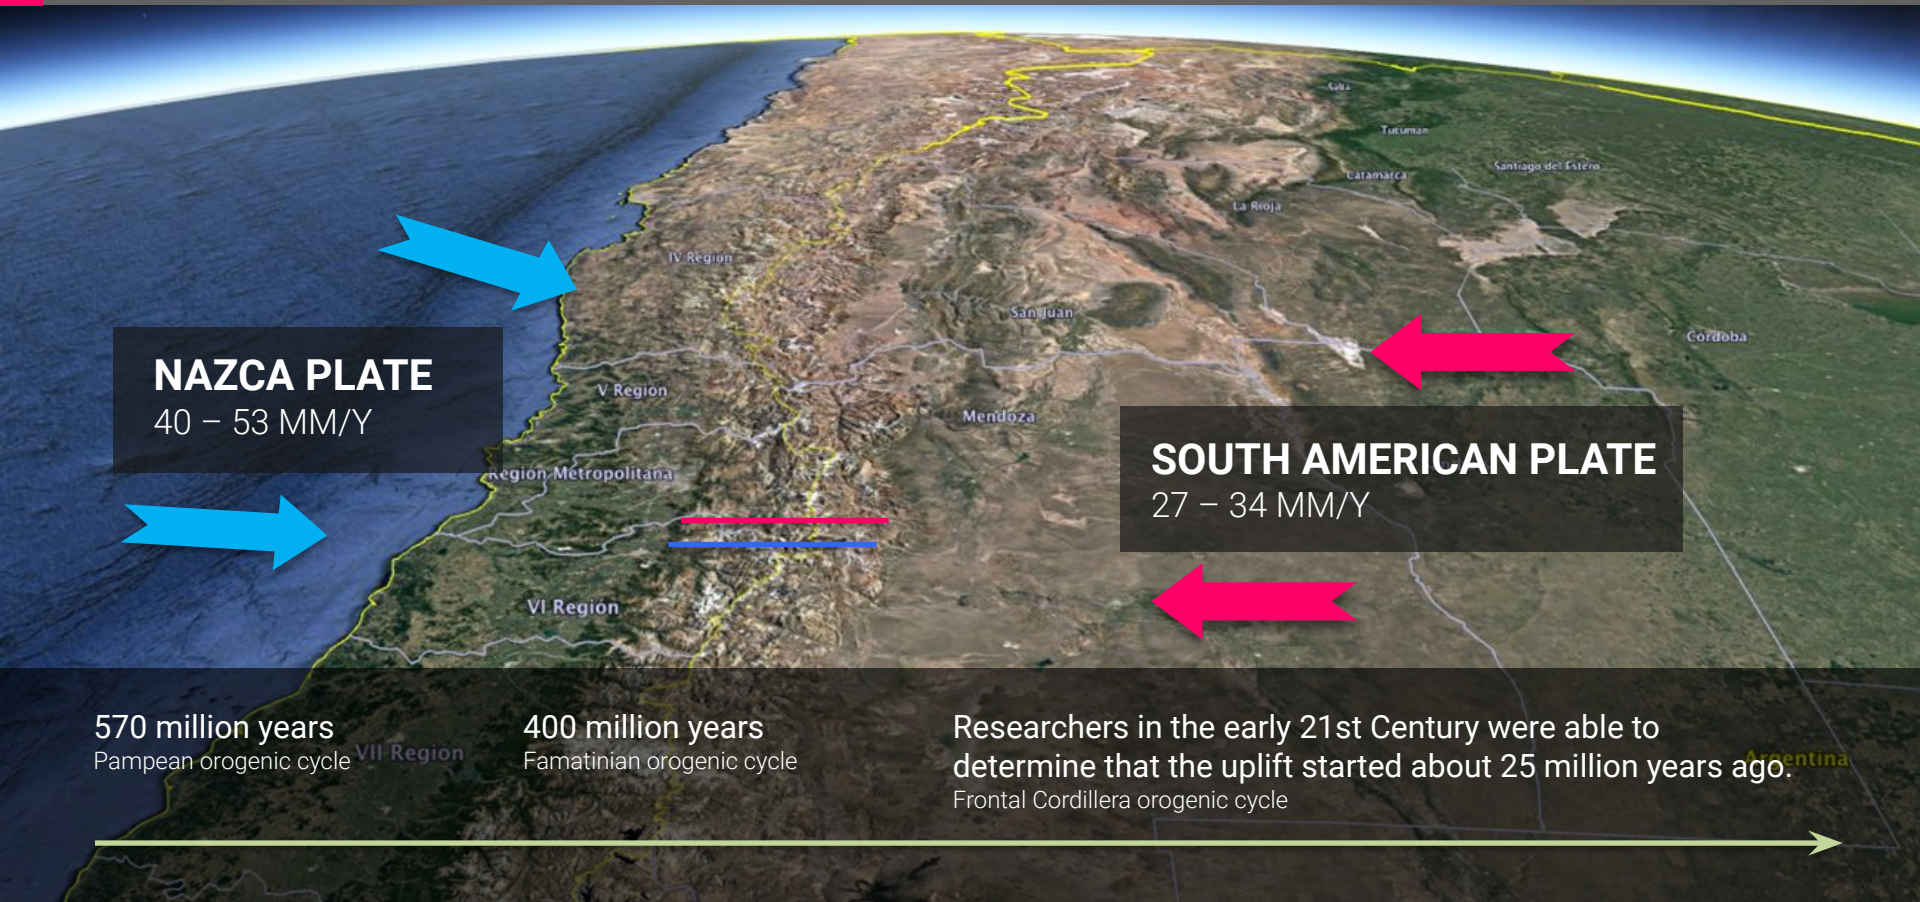 Salta
Tucuman
Santiago del Estero
Catamarca
La Rioja
IV Región
San Juan
Córdoba
NAZCA PLATE
40 – 53 MM/Y
V Región
Mendoza
SOUTH AMERICAN PLATE
27 – 34 MM/Y
Región Metropolitana
VI Región
570 million years
Pampean orogenic cycle
VII Región
400 million years
Famatinian orogenic cycle
Researchers in the early 21st Century were able to
determine that the uplift started about 25 million years ago.
Frontal Cordillera orogenic cycle
Argentina